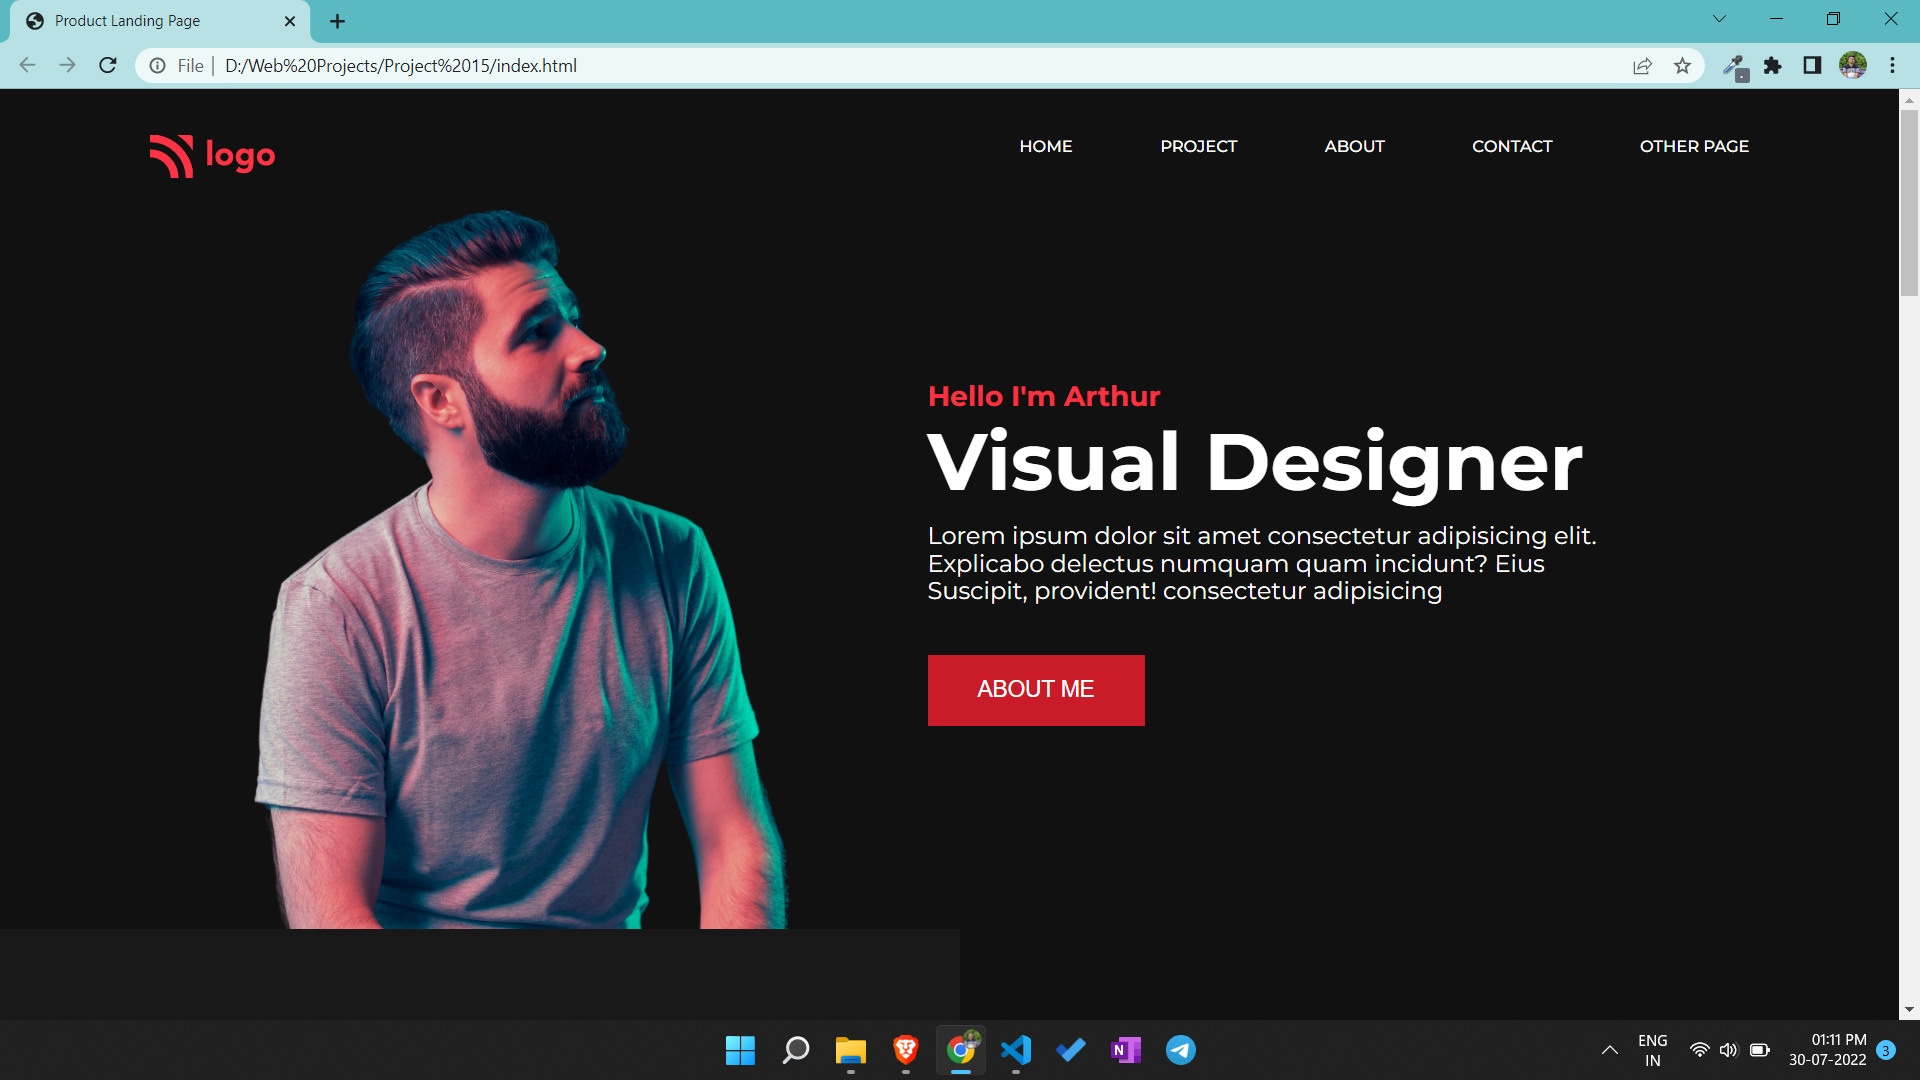 Product Landing Page
File | D:/Web%20Projects/Project%2015/index.html
logo
HOME PROJECT ABOUT CONTACT OTHER PAGE
Hello I'm Arthur
Visual Designer
Lorem ipsum dolor sit amet consectetur adipisicing elit.
Explicabo delectus numquam quam incidunt? Eius
Suscipit, provident! consectetur adipisicing
ABOUT ME
N
ENG
IN
01:11 PM
30-07-2022
3